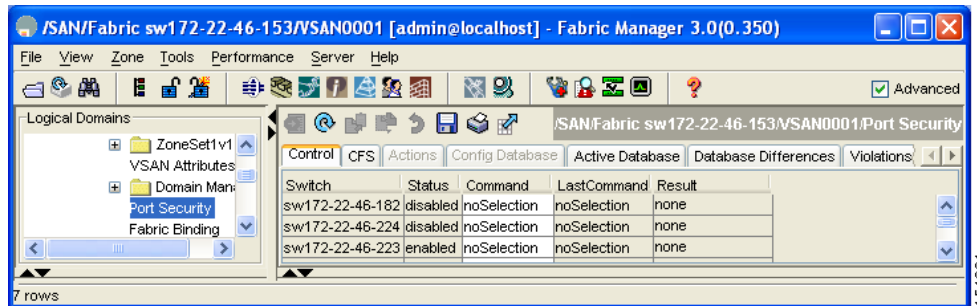 /SAN/Fabric sw172-22-46-153/VSAN0001 [admin@localhost] - Fabric Manager 3.0(0.350)
File View Zone Tools Performance Server Help
Advanced
Logical Domains
ZoneSet1v1
VSAN Attributes
Domain Man
Port Security
Fabric Binding
/SAN/Fabric sw172-22-46-153/VSAN0001/Port Security
Control CFS Actions Config Database Active Database Database Differences Violations
Switch Status Command LastCommand Result
sw172-22-46-182 disabled noSelection noSelection none
sw172-22-46-224 disabled noSelection noSelection none
sw172-22-46-223 enabled noSelection noSelection none
7 rows